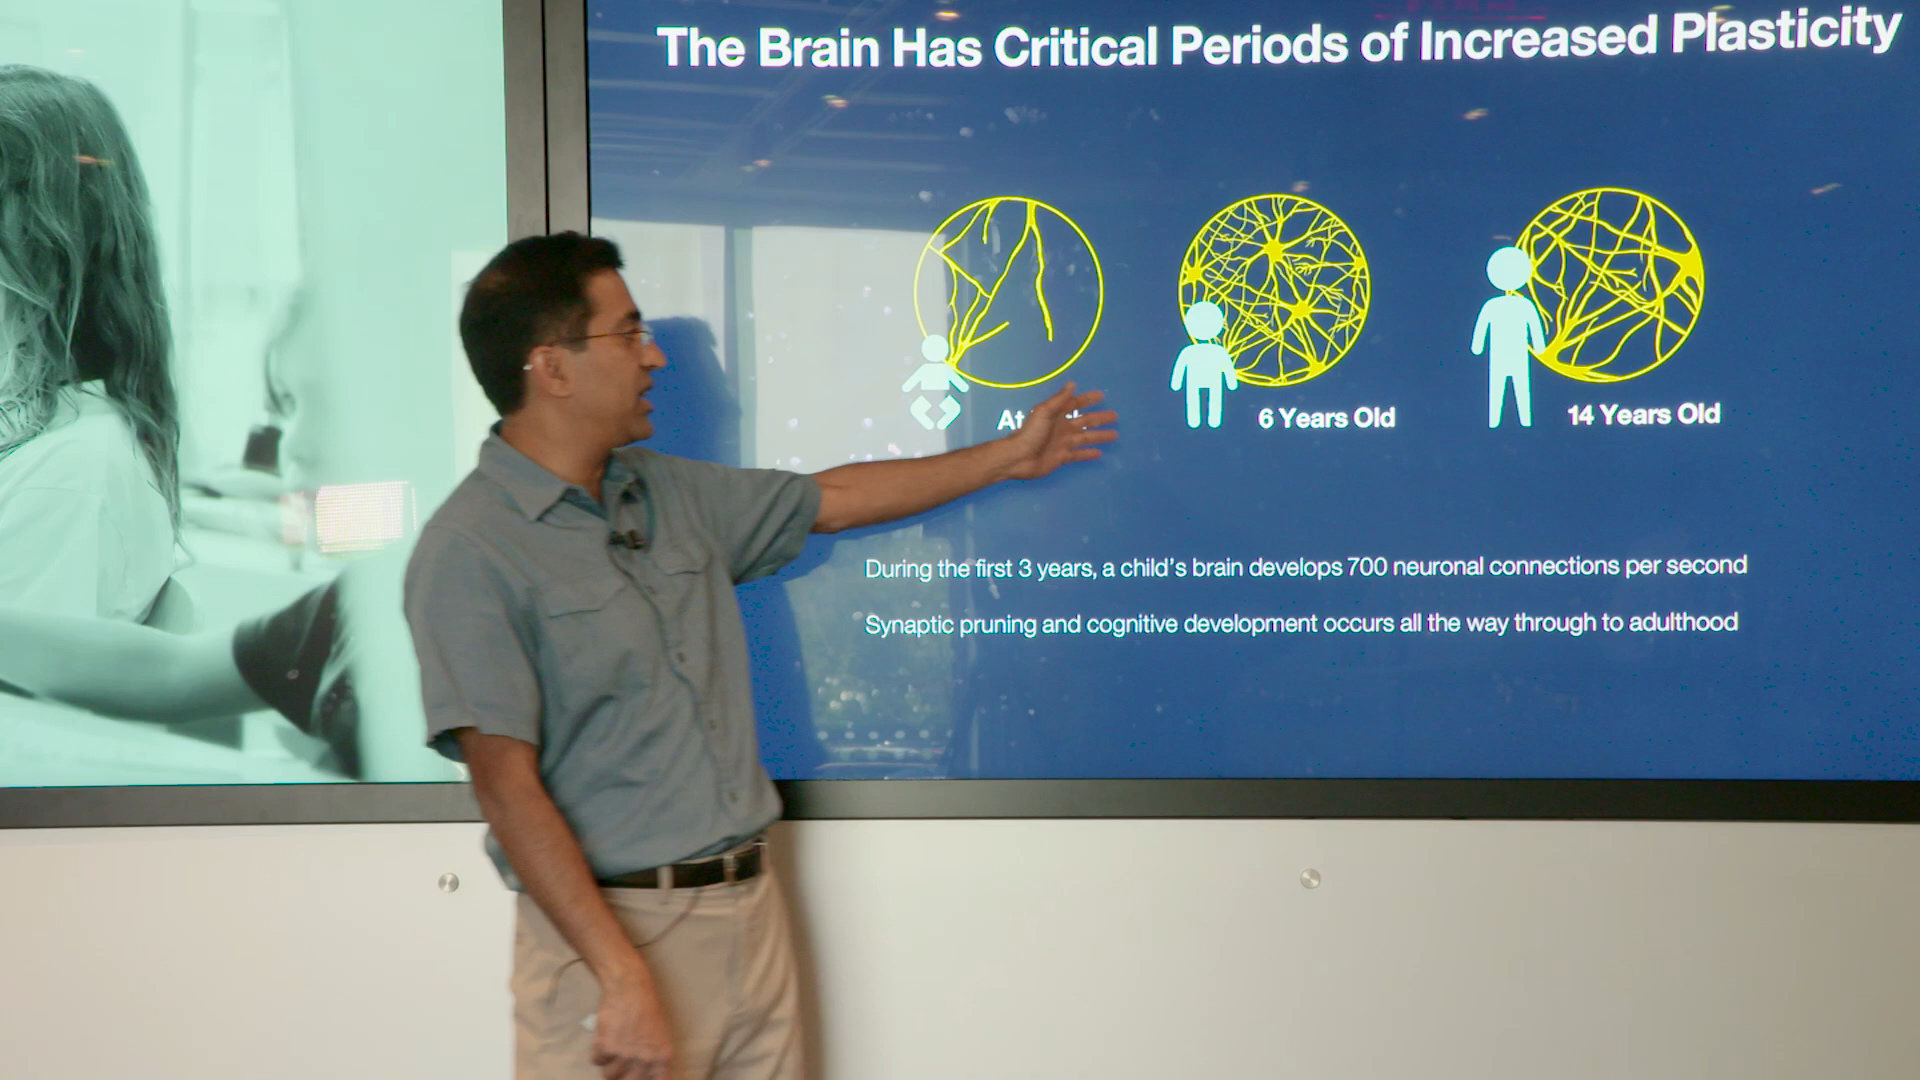 The Brain Has Critical Periods of Increased Plasticity
At
6 Years Old
14 Years Old
During the first 3 years, a child's brain develops 700 neuronal connections per second
Synaptic pruning and cognitive development occurs all the way through to adulthood